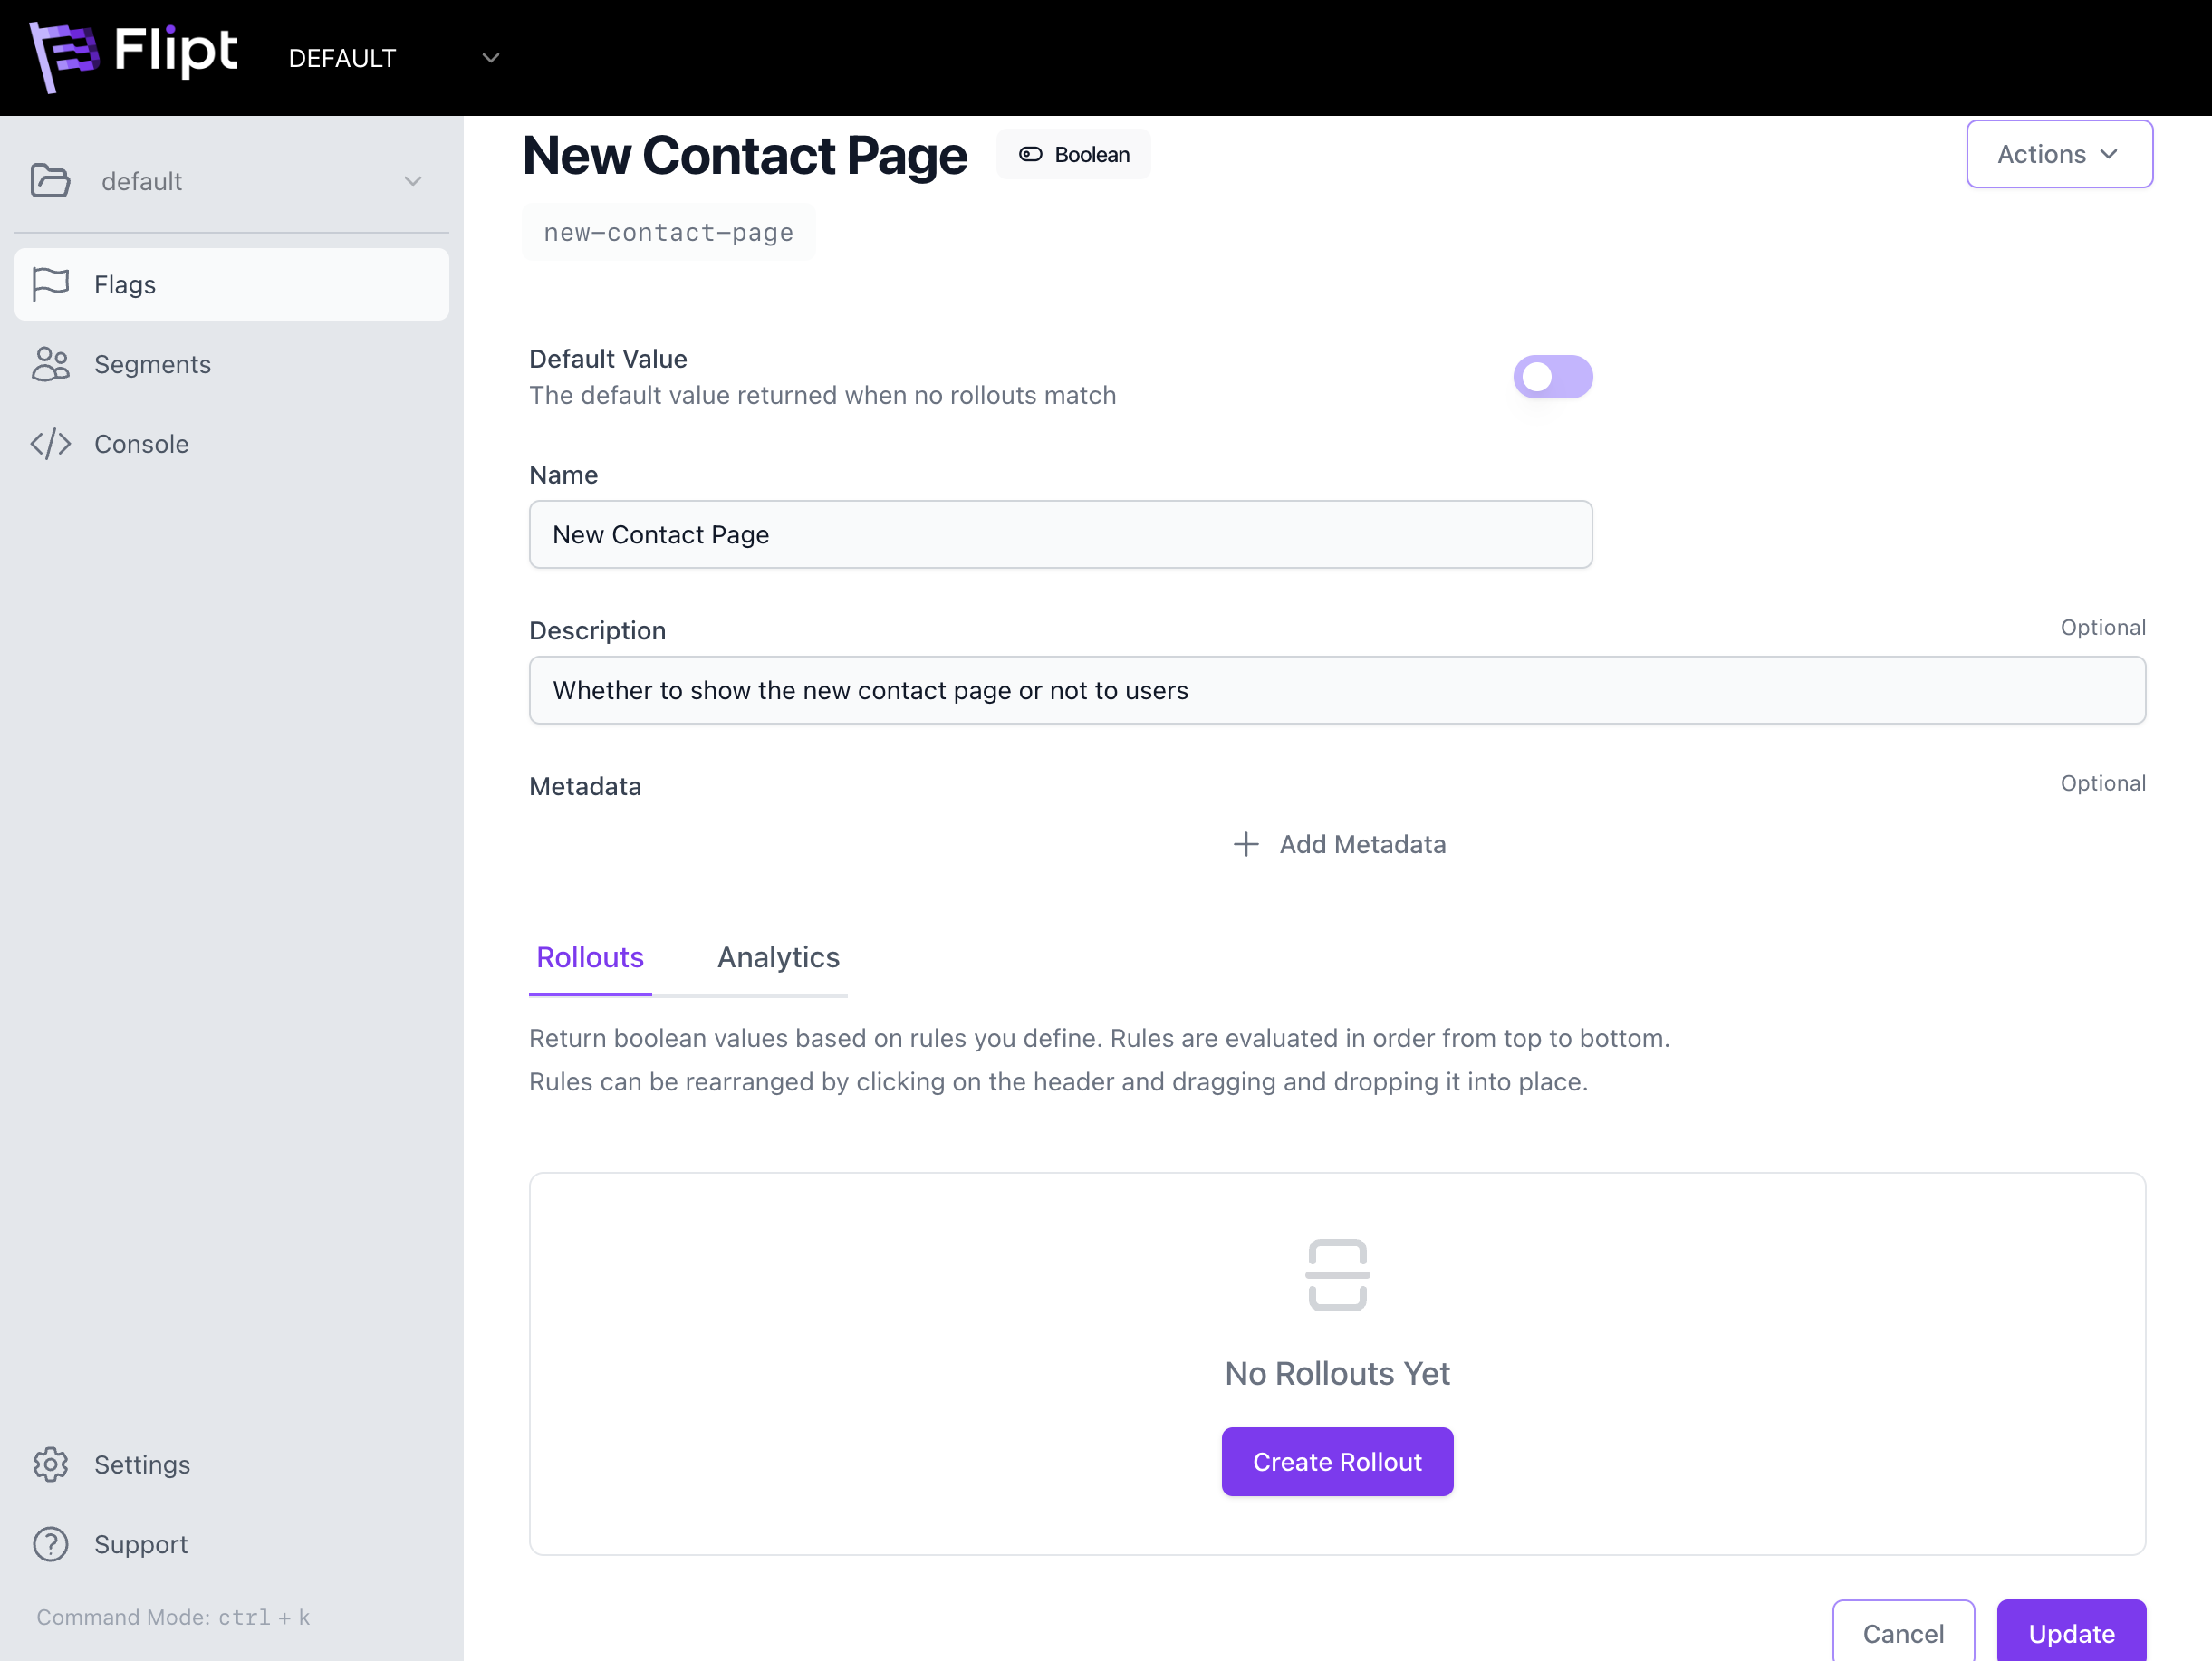 Flipt
DEFAULT
default
Flags
Segments
Console
Settings
Support
Command Mode: ctrl + k
New Contact Page
Boolean
Actions
new-contact-page
Default Value
The default value returned when no rollouts match
Name
New Contact Page
Description
Optional
Whether to show the new contact page or not to users
Metadata
Optional
Add Metadata
Rollouts
Analytics
Return boolean values based on rules you define. Rules are evaluated in order from top to bottom.
Rules can be rearranged by clicking on the header and dragging and dropping it into place.
No Rollouts Yet
Create Rollout
Cancel
Update